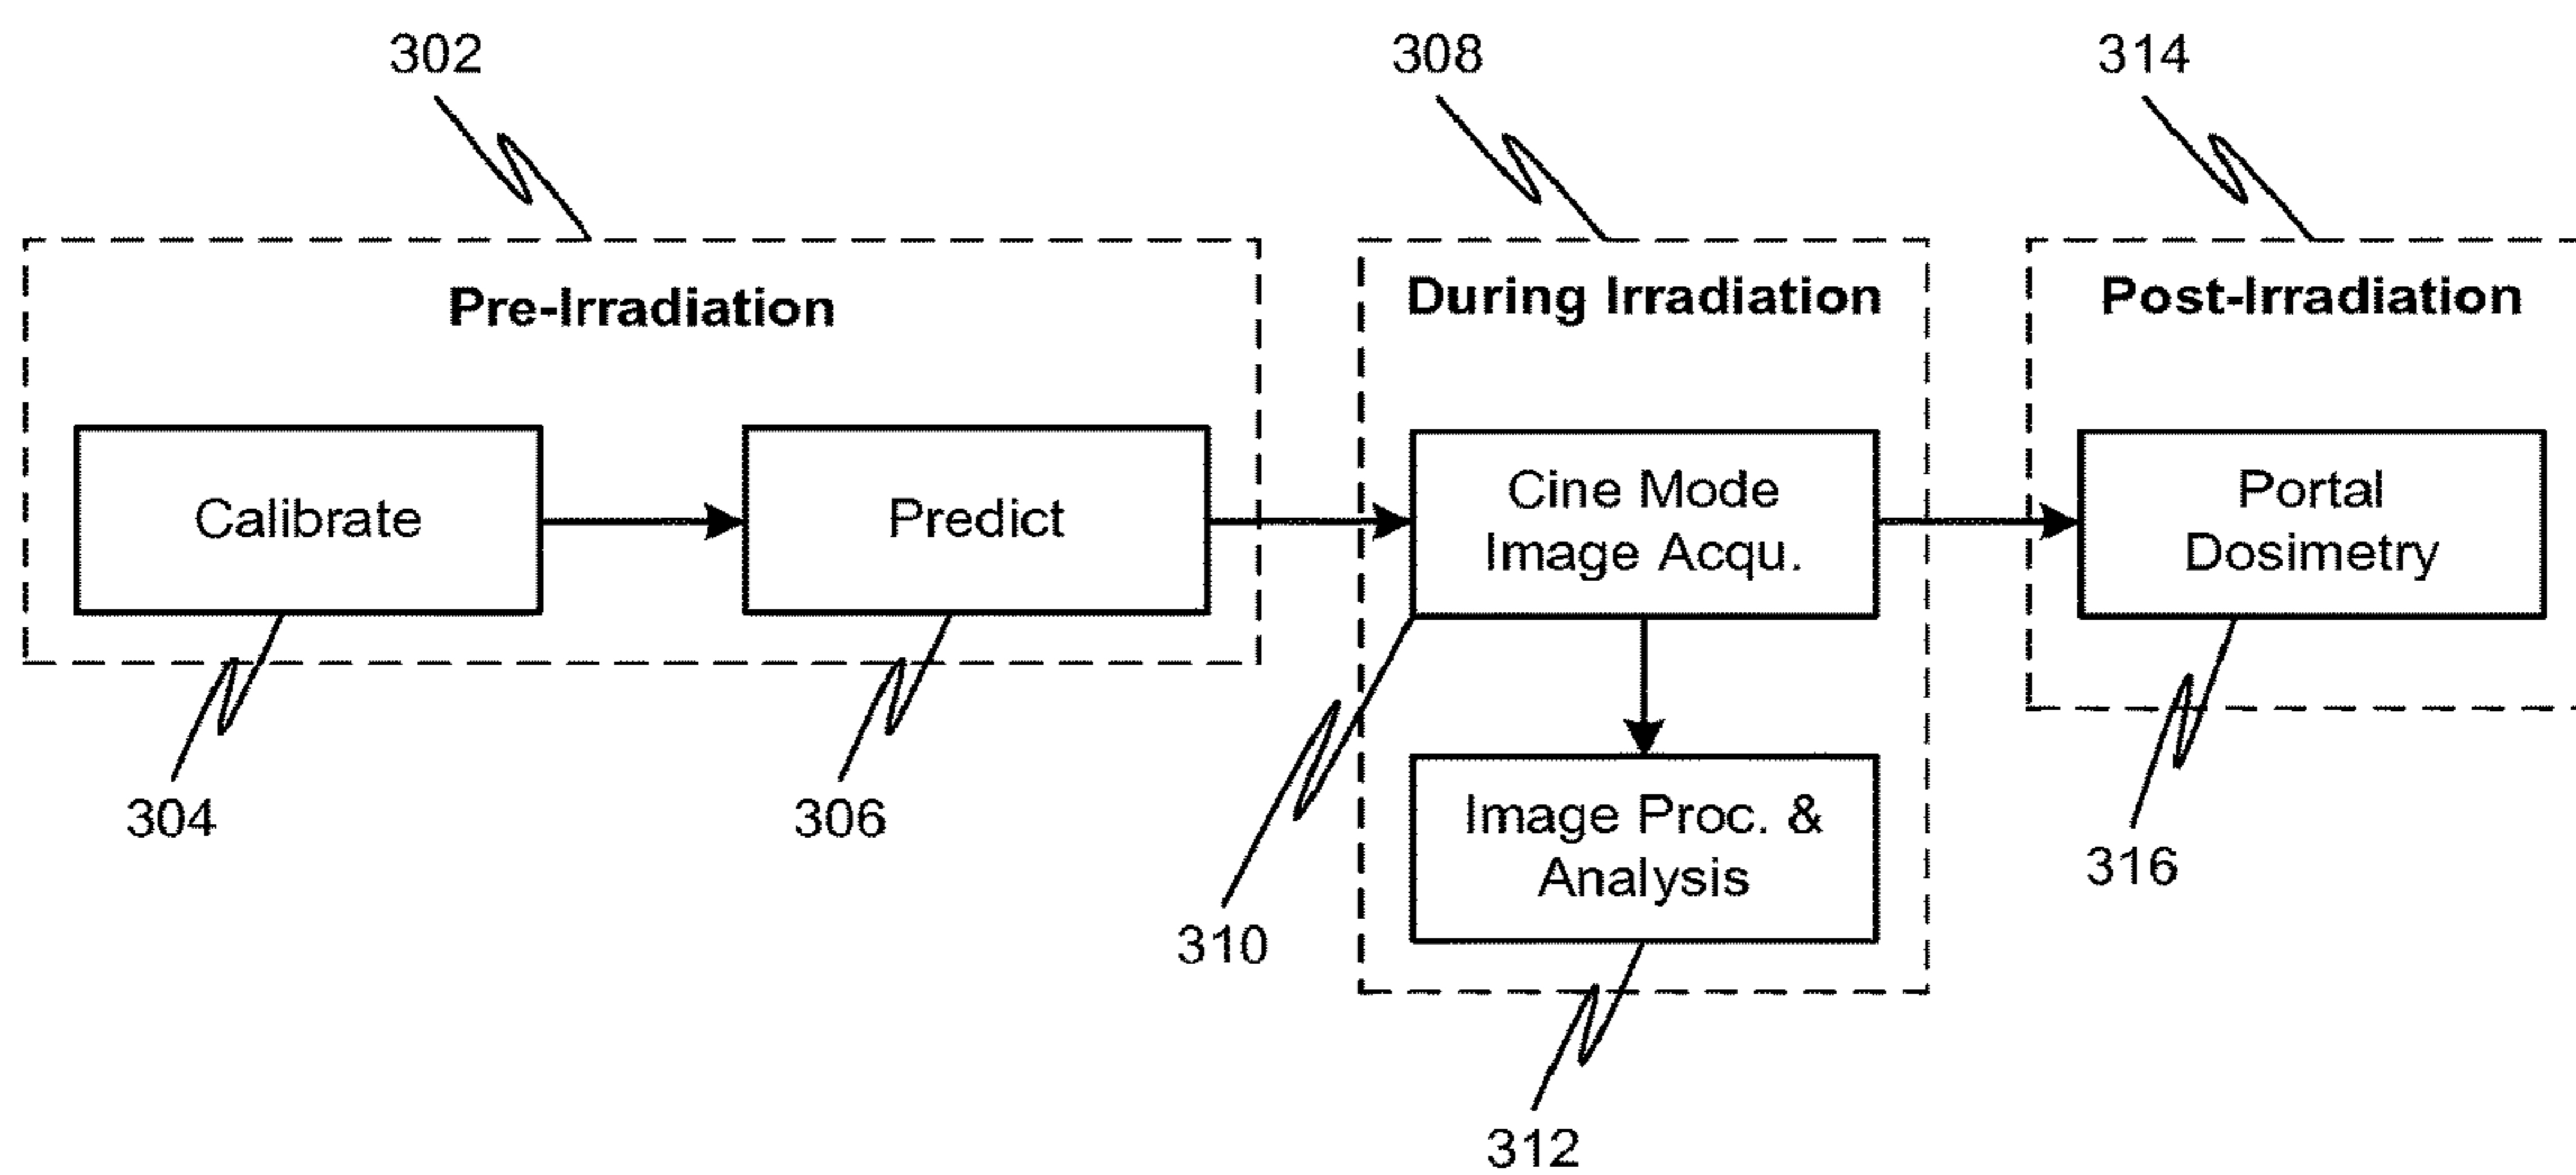 302
308
314
Pre-Irradiation
During Irradiation
Post-Irradiation
Calibrate
Predict
Cine Mode
Image Acqu.
Portal
Dosimetry
Image Proc. &
Analysis
304
306
310
316
312